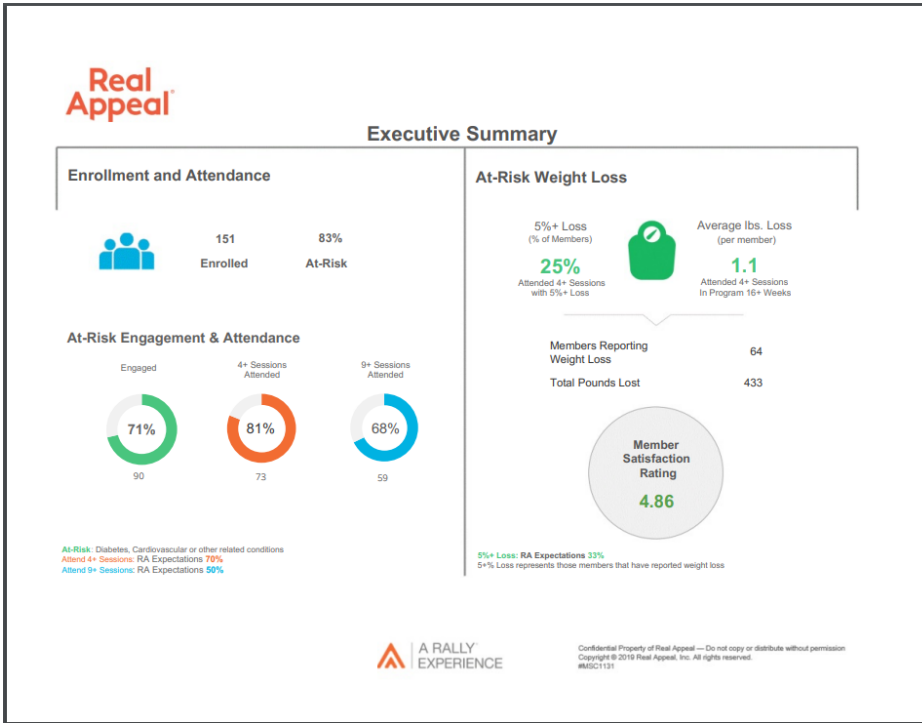 Real
Appeal®
Executive Summary
Enrollment and Attendance
151
83%
Enrolled
At-Risk
At-Risk Engagement & Attendance
Engaged
4+ Sessions
Attended
9+ Sessions
Attended
71%
81%
68%
90
73
59
At-Risk: Diabetes, Cardiovascular or other related conditions
Attend 4+ Sessions: RA Expectations 70%
Attend 9+ Sessions: RA Expectations 50%
At-Risk Weight Loss
5%+ Loss
(% of Members)
25%
Attended 4+ Sessions
with 5%+ Loss
Average lbs. Loss
(per member)
1.1
Attended 4+ Sessions
In Program 16+ Weeks
Members Reporting
Weight Loss
64
Total Pounds Lost
433
Member
Satisfaction
Rating
4.86
5%+ Loss: RA Expectations 33%
5+% Loss represents those members that have reported weight loss
A RALLY
EXPERIENCE
Confidential Property of Real Appeal — Do not copy or distribute without permission
Copyright © 2019 Real Appeal, Inc. All rights reserved.
#MSC1131